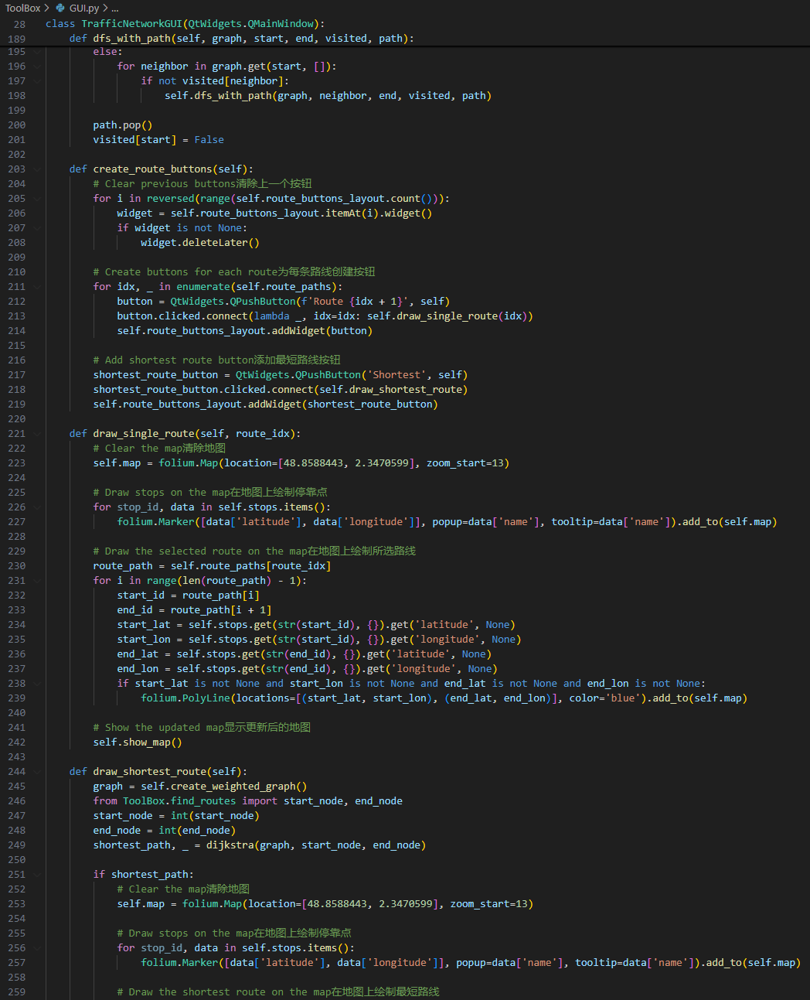 ToolBox > GUI.py > ...
28 class TrafficNetworkGUI(QtWidgets.QMainWindow):
189     def dfs_with_path(self, graph, start, end, visited, path):
195         else:
196             for neighbor in graph.get(start, []):
197                 if not visited[neighbor]:
198                     self.dfs_with_path(graph, neighbor, end, visited, path)
199
200         path.pop()
201         visited[start] = False
202
203     def create_route_buttons(self):
204         # Clear previous buttons清除上一个按钮
205         for i in reversed(range(self.route_buttons_layout.count())):
206             widget = self.route_buttons_layout.itemAt(i).widget()
207             if widget is not None:
208                 widget.deleteLater()
209
210         # Create buttons for each route为每条路线创建按钮
211         for idx, _ in enumerate(self.route_paths):
212             button = QtWidgets.QPushButton(f'Route {idx + 1}', self)
213             button.clicked.connect(lambda _, idx=idx: self.draw_single_route(idx))
214             self.route_buttons_layout.addWidget(button)
215
216         # Add shortest route button添加最短路线按钮
217         shortest_route_button = QtWidgets.QPushButton('Shortest', self)
218         shortest_route_button.clicked.connect(self.draw_shortest_route)
219         self.route_buttons_layout.addWidget(shortest_route_button)
220
221     def draw_single_route(self, route_idx):
222         # Clear the map清除地图
223         self.map = folium.Map(location=[48.8588443, 2.3470599], zoom_start=13)
224
225         # Draw stops on the map在地图上绘制停靠点
226         for stop_id, data in self.stops.items():
227             folium.Marker([data['latitude'], data['longitude']], popup=data['name'], tooltip=data['name']).add_to(self.map)
228
229         # Draw the selected route on the map在地图上绘制所选路线
230         route_path = self.route_paths[route_idx]
231         for i in range(len(route_path) - 1):
232             start_id = route_path[i]
233             end_id = route_path[i + 1]
234             start_lat = self.stops.get(str(start_id), {}).get('latitude', None)
235             start_lon = self.stops.get(str(start_id), {}).get('longitude', None)
236             end_lat = self.stops.get(str(end_id), {}).get('latitude', None)
237             end_lon = self.stops.get(str(end_id), {}).get('longitude', None)
238             if start_lat is not None and start_lon is not None and end_lat is not None and end_lon is not None:
239                 folium.PolyLine(locations=[(start_lat, start_lon), (end_lat, end_lon)], color='blue').add_to(self.map)
240
241         # Show the updated map显示更新后的地图
242         self.show_map()
243
244     def draw_shortest_route(self):
245         graph = self.create_weighted_graph()
246         from ToolBox.find_routes import start_node, end_node
247         start_node = int(start_node)
248         end_node = int(end_node)
249         shortest_path, _ = dijkstra(graph, start_node, end_node)
250
251         if shortest_path:
252             # Clear the map清除地图
253             self.map = folium.Map(location=[48.8588443, 2.3470599], zoom_start=13)
254
255             # Draw stops on the map在地图上绘制停靠点
256             for stop_id, data in self.stops.items():
257                 folium.Marker([data['latitude'], data['longitude']], popup=data['name'], tooltip=data['name']).add_to(self.map)
258
259             # Draw the shortest route on the map在地图上绘制最短路线